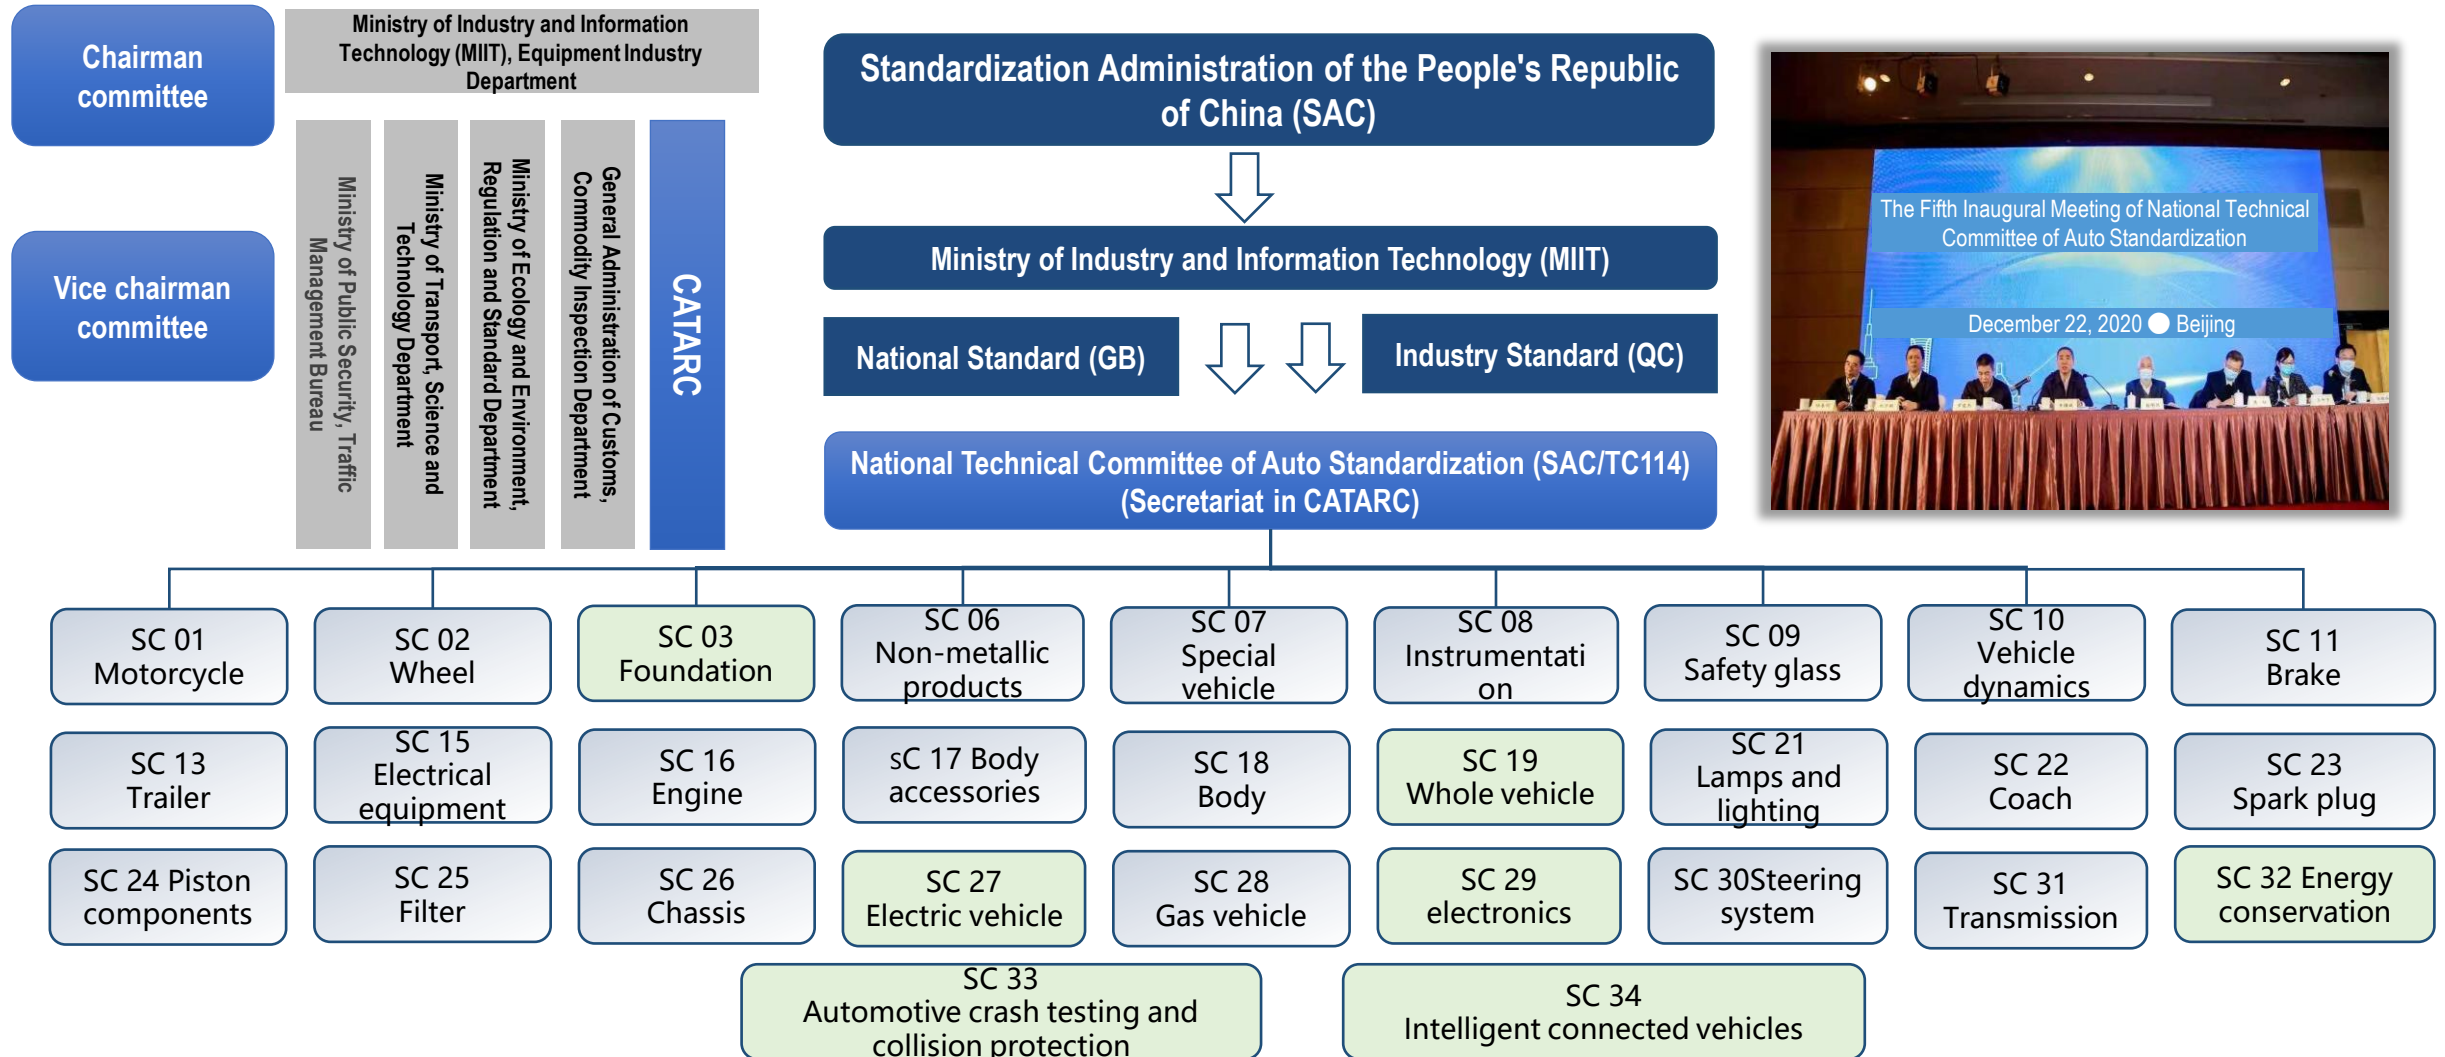 Chairman
committee
Ministry of Industry and Information
Technology (MIIT), Equipment Industry
Department
Vice chairman
committee
Ministry of Public Security, Traffic
Management Bureau
Ministry of Transport, Science and
Technology Department
Ministry of Ecology and Environment,
Regulation and Standard Department
General Administration of Customs,
Commodity Inspection Department
CATARC
Standardization Administration of the People's Republic
of China (SAC)
Ministry of Industry and Information Technology (MIIT)
National Standard (GB)
Industry Standard (QC)
National Technical Committee of Auto Standardization (SAC/TC114)
(Secretariat in CATARC)
The Fifth Inaugural Meeting of National Technical
Committee of Auto Standardization
December 22, 2020 ● Beijing
SC 01
Motorcycle
SC 02
Wheel
SC 03
Foundation
SC 06
Non-metallic
products
SC 07
Special
vehicle
SC 08
Instrumentati
on
SC 09
Safety glass
SC 10
Vehicle
dynamics
SC 11
Brake
SC 13
Trailer
SC 15
Electrical
equipment
SC 16
Engine
sC 17 Body
accessories
SC 18
Body
SC 19
Whole vehicle
SC 21
Lamps and
lighting
SC 22
Coach
SC 23
Spark plug
SC 24 Piston
components
SC 25
Filter
SC 26
Chassis
SC 27
Electric vehicle
SC 28
Gas vehicle
SC 29
electronics
SC 30Steering
system
SC 31
Transmission
SC 32 Energy
conservation
SC 33
Automotive crash testing and
collision protection
SC 34
Intelligent connected vehicles